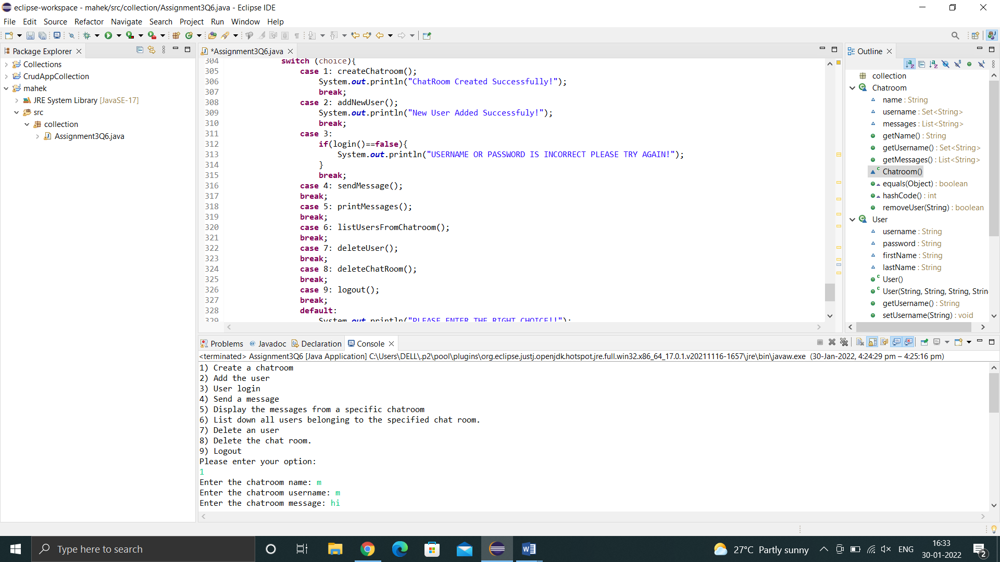 eclipse-workspace - mahek/src/collection/Assignment3Q6.java - Eclipse IDE
File Edit Source Refactor Navigate Search Project Run Window Help
Package Explorer
Collections
CrudAppCollection
mahek
JRE System Library [JavaSE-17]
src
collection
Assignment3Q6.java
*Assignment3Q6.java
304 switch (choice){
305 case 1: createChatroom();
306 System.out.println("ChatRoom Created Successfully!");
307 break;
308 case 2: addNewUser();
309 System.out.println("New User Added Successfuly!");
310 break;
311 case 3:
312 if(login()==false){
313 System.out.println("USERNAME OR PASSWORD IS INCORRECT PLEASE TRY AGAIN!");
314 }
315 break;
316 case 4: sendMessage();
317 break;
318 case 5: printMessages();
319 break;
320 case 6: listUsersFromChatroom();
321 break;
322 case 7: deleteUser();
323 break;
324 case 8: deleteChatRoom();
325 break;
326 case 9: logout();
327 break;
328 default:
329 System.out.println("PLEASE ENTER THE RIGHT CHOICE!!");
Outline
collection
Chatroom
name : String
username : Set<String>
messages : List<String>
getName() : String
getUsername() : Set<String>
getMessages() : List<String>
Chatroom()
equals(Object) : boolean
hashCode() : int
removeUser(String) : boolean
User
username : String
password : String
firstName : String
lastName : String
User()
User(String, String, String, Strin
getUsername() : String
setUsername(String) : void
Problems @ Javadoc Declaration Console
<terminated> Assignment3Q6 [Java Application] C:\Users\DELL\.p2\pool\plugins\org.eclipse.justj.openjdk.hotspot.jre.full.win32.x86_64_17.0.1.v20211116-1657\jre\bin\javaw.exe (30-Jan-2022, 4:24:29 pm – 4:25:16 pm)
1) Create a chatroom
2) Add the user
3) User login
4) Send a message
5) Display the messages from a specific chatroom
6) List down all users belonging to the specified chat room.
7) Delete an user
8) Delete the chat room.
9) Logout
Please enter your option:
1
Enter the chatroom name: m
Enter the chatroom username: m
Enter the chatroom message: hi
Type here to search
27°C Partly sunny
ENG
16:33
30-01-2022
2